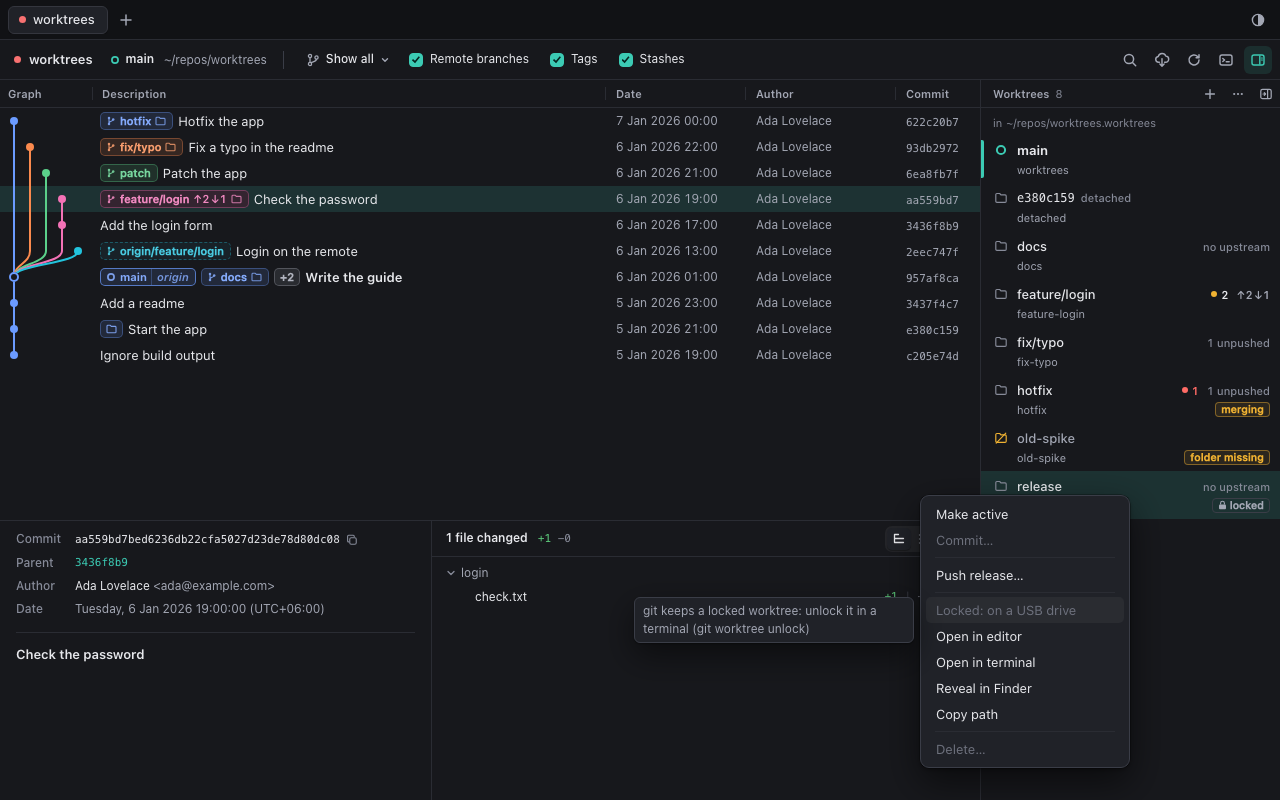 worktrees
worktrees main ~/repos/worktrees Show all Remote branches Tags Stashes
Graph Description Date Author Commit
hotfix Hotfix the app 7 Jan 2026 00:00 Ada Lovelace 622c20b7
fix/typo Fix a typo in the readme 6 Jan 2026 22:00 Ada Lovelace 93db2972
patch Patch the app 6 Jan 2026 21:00 Ada Lovelace 6ea8fb7f
feature/login ↑2↓1 Check the password 6 Jan 2026 19:00 Ada Lovelace aa559bd7
Add the login form 6 Jan 2026 17:00 Ada Lovelace 3436f8b9
origin/feature/login Login on the remote 6 Jan 2026 13:00 Ada Lovelace 2eec747f
main origin docs +2 Write the guide 6 Jan 2026 01:00 Ada Lovelace 957af8ca
Add a readme 5 Jan 2026 23:00 Ada Lovelace 3437f4c7
Start the app 5 Jan 2026 21:00 Ada Lovelace e380c159
Ignore build output 5 Jan 2026 19:00 Ada Lovelace c205e74d
Worktrees 8
in ~/repos/worktrees.worktrees
main
worktrees
e380c159 detached
detached
docs no upstream
docs
feature/login 2 ↑2↓1
feature-login
fix/typo 1 unpushed
fix-typo
hotfix 1 1 unpushed
hotfix merging
old-spike
old-spike folder missing
release no upstream
locked
Commit aa559bd7bed6236db22cfa5027d23de78d80dc08
Parent 3436f8b9
Author Ada Lovelace <ada@example.com>
Date Tuesday, 6 Jan 2026 19:00:00 (UTC+06:00)
Check the password
1 file changed +1 −0
login
check.txt +1
git keeps a locked worktree: unlock it in a
terminal (git worktree unlock)
Make active
Commit…
Push release…
Locked: on a USB drive
Open in editor
Open in terminal
Reveal in Finder
Copy path
Delete…